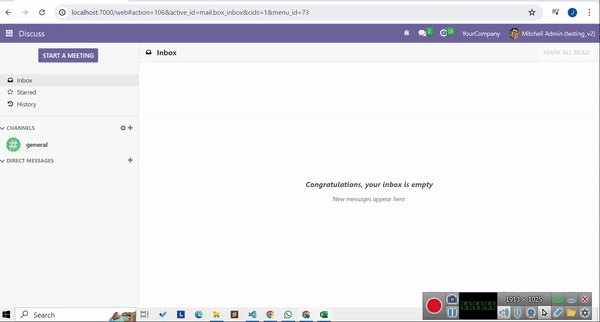 localhost:7000/web#action=106&active_id=mail.box_inbox&cids=1&menu_id=73
J
Discuss
YourCompany
Mitchell Admin (testing_v2)
START A MEETING
Inbox
MARK ALL READ
Inbox
Starred
History
CHANNELS
general
DIRECT MESSAGES
Congratulations, your inbox is empty
New messages appear here.
1913 × 1025
Search